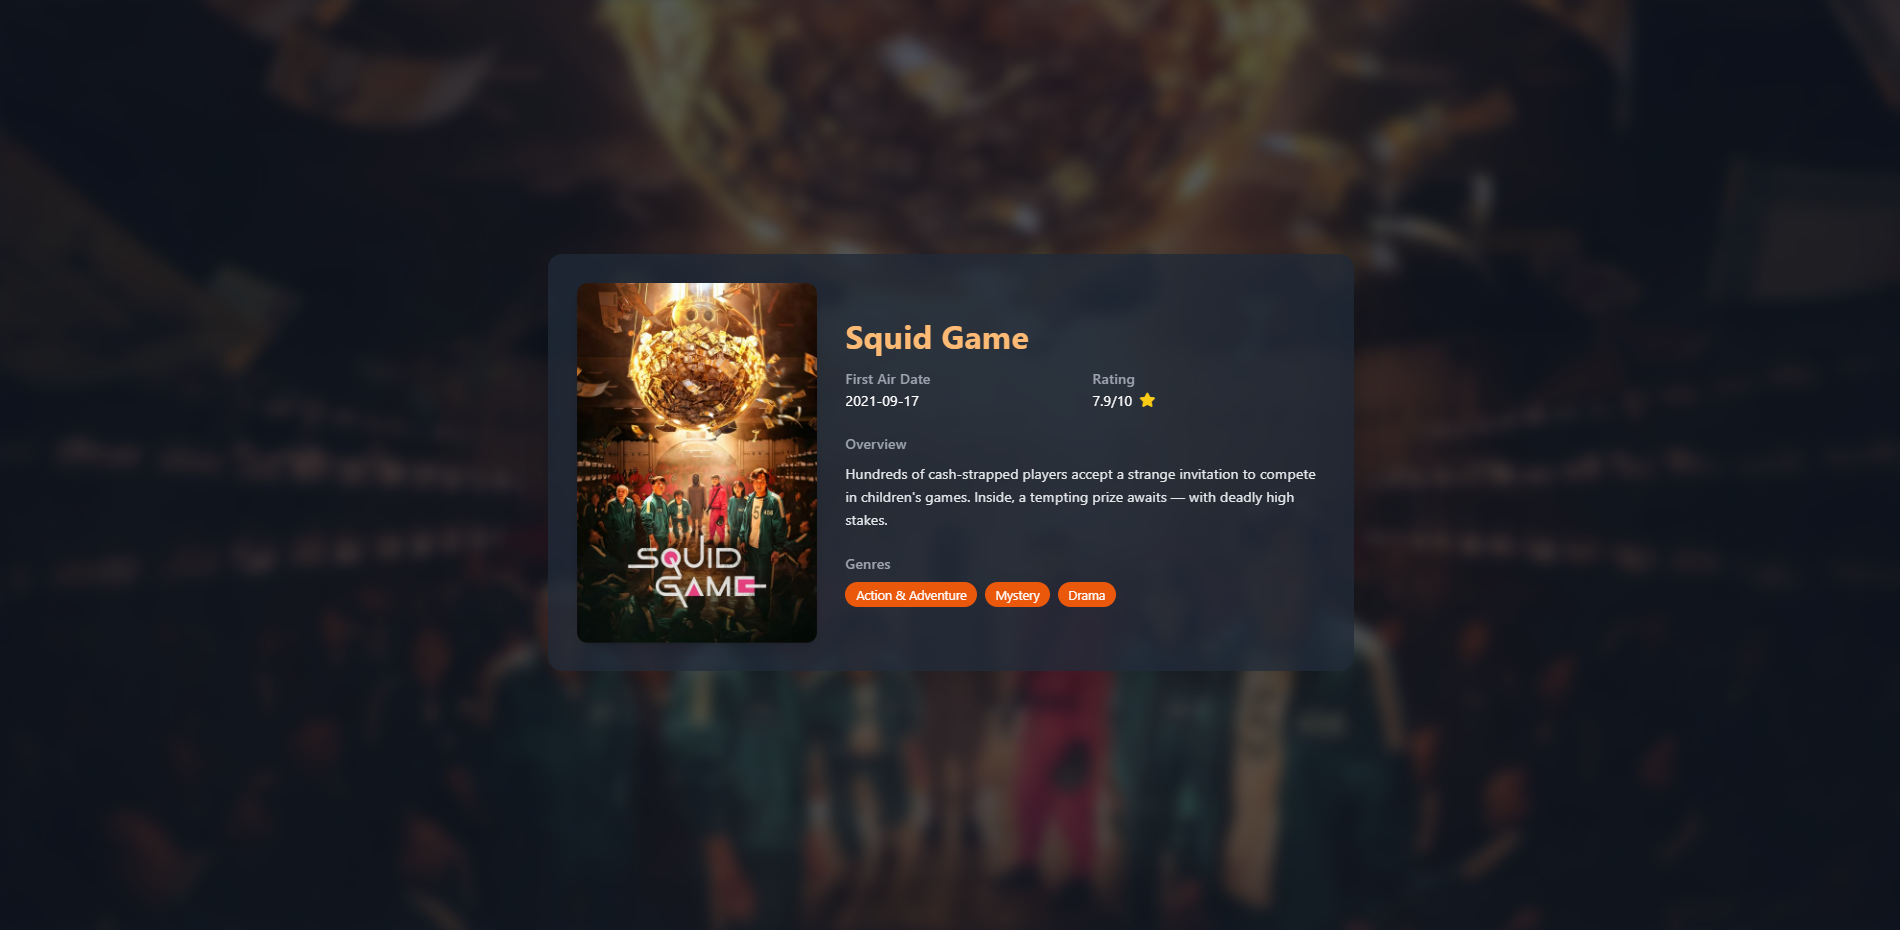 SQUID
GAME
Squid Game
First Air Date
2021-09-17
Rating
7.9/10
Overview
Hundreds of cash-strapped players accept a strange invitation to compete
in children's games. Inside, a tempting prize awaits — with deadly high
stakes.
Genres
Action & Adventure
Mystery
Drama